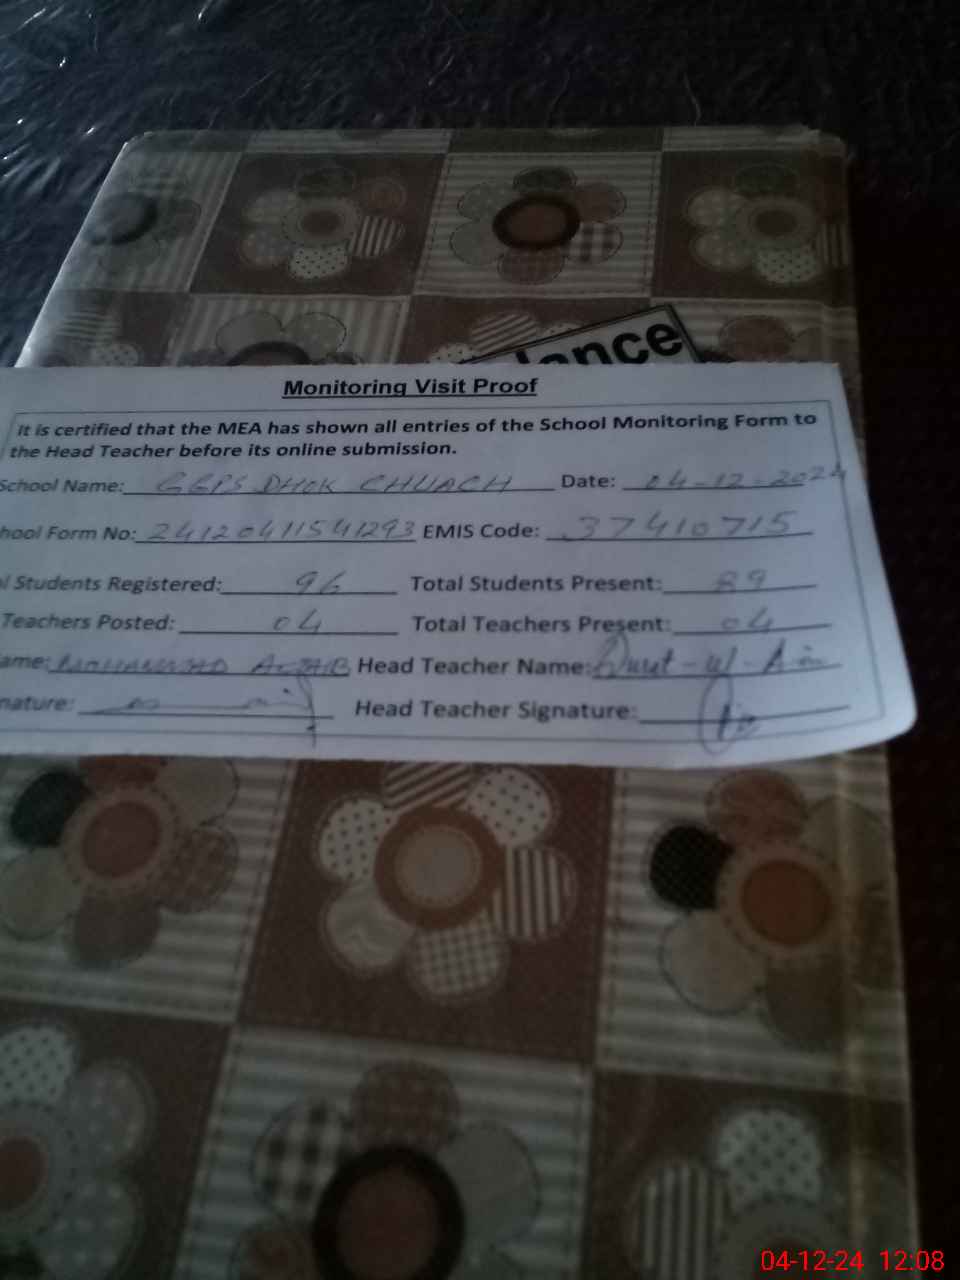 dance
Monitoring Visit Proof
It is certified that the MEA has shown all entries of the School Monitoring Form to
the Head Teacher before its online submission.
School Name: GGPS DHOK CHUACH Date: 04-12-2024
hool Form No: 24120411541293 EMIS Code: 37410715
l Students Registered: 96 Total Students Present: 89
Teachers Posted: 04 Total Teachers Present: 04
ame: MOHAMMAD Head Teacher Name:
nature: Head Teacher Signature:
04-12-24 12:08